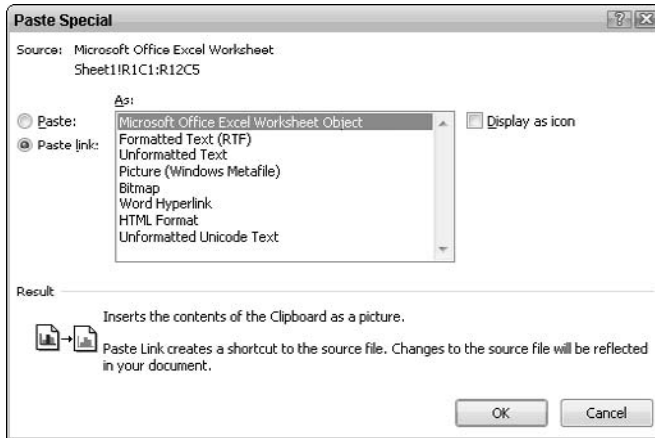 Paste Special
Source: Microsoft Office Excel Worksheet
Sheet1!R1C1:R12C5
As:
Paste:
Paste link:
Microsoft Office Excel Worksheet Object
Formatted Text (RTF)
Unformatted Text
Picture (Windows Metafile)
Bitmap
Word Hyperlink
HTML Format
Unformatted Unicode Text
Display as icon
Result
Inserts the contents of the Clipboard as a picture.
Paste Link creates a shortcut to the source file. Changes to the source file will be reflected
in your document.
OK Cancel